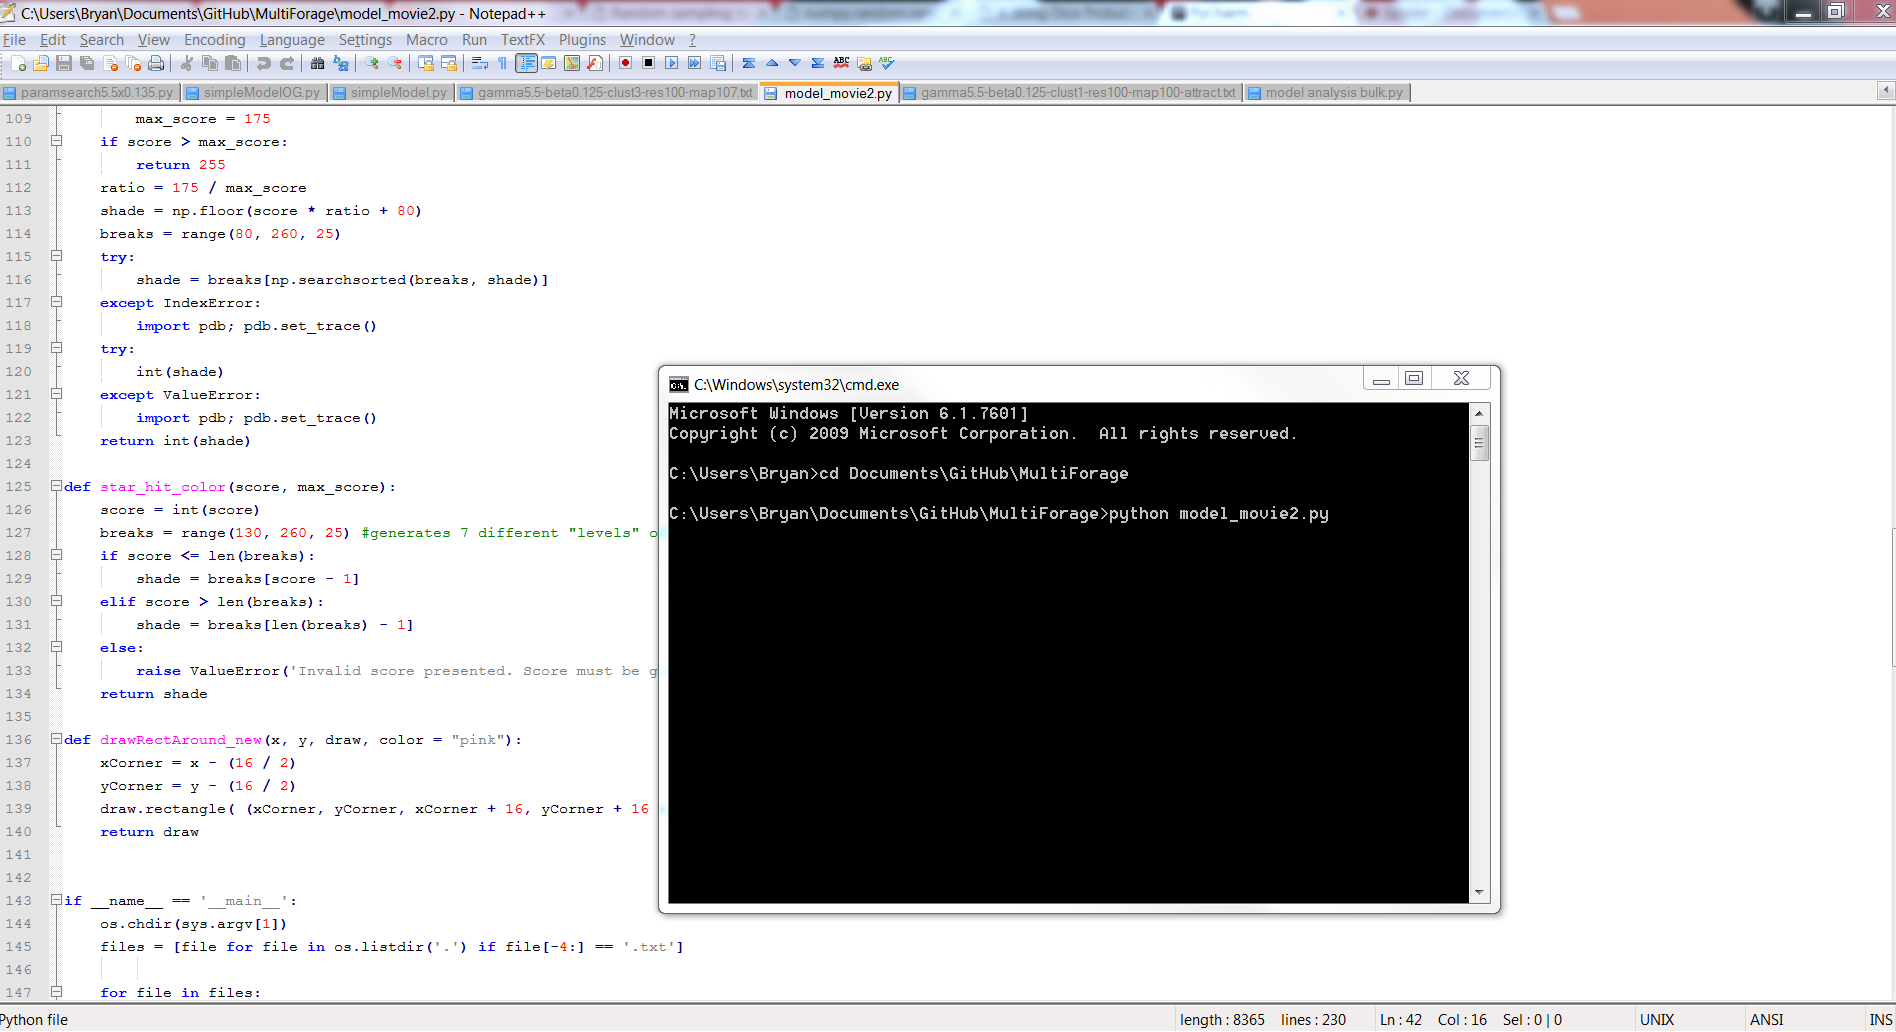 C:\Users\Bryan\Documents\GitHub\MultiForage\model_movie2.py - Notepad++
File Edit Search View Encoding Language Settings Macro Run TextFX Plugins Window ?
paramsearch5.5x0.135.py simpleModelOG.py simpleModel.py gamma5.5-beta0.125-clust3-res100-map107.txt model_movie2.py gamma5.5-beta0.125-clust1-res100-map100-attract.txt model analysis bulk.py
109 max_score = 175
110 if score > max_score:
111 return 255
112 ratio = 175 / max_score
113 shade = np.floor(score * ratio + 80)
114 breaks = range(80, 260, 25)
115 try:
116 shade = breaks[np.searchsorted(breaks, shade)]
117 except IndexError:
118 import pdb; pdb.set_trace()
119 try:
120 int(shade)
121 except ValueError:
122 import pdb; pdb.set_trace()
123 return int(shade)
124
125 def star_hit_color(score, max_score):
126 score = int(score)
127 breaks = range(130, 260, 25) #generates 7 different "levels" o
128 if score <= len(breaks):
129 shade = breaks[score - 1]
130 elif score > len(breaks):
131 shade = breaks[len(breaks) - 1]
132 else:
133 raise ValueError('Invalid score presented. Score must be g
134 return shade
135
136 def drawRectAround_new(x, y, draw, color = "pink"):
137 xCorner = x - (16 / 2)
138 yCorner = y - (16 / 2)
139 draw.rectangle( (xCorner, yCorner, xCorner + 16, yCorner + 16
140 return draw
141
142
143 if __name__ == '__main__':
144 os.chdir(sys.argv[1])
145 files = [file for file in os.listdir('.') if file[-4:] == '.txt']
146
147 for file in files:
C:\Windows\system32\cmd.exe
Microsoft Windows [Version 6.1.7601]
Copyright (c) 2009 Microsoft Corporation. All rights reserved.
C:\Users\Bryan>cd Documents\GitHub\MultiForage
C:\Users\Bryan\Documents\GitHub\MultiForage>python model_movie2.py
Python file length : 8365 lines : 230 Ln : 42 Col : 16 Sel : 0 | 0 UNIX ANSI INS